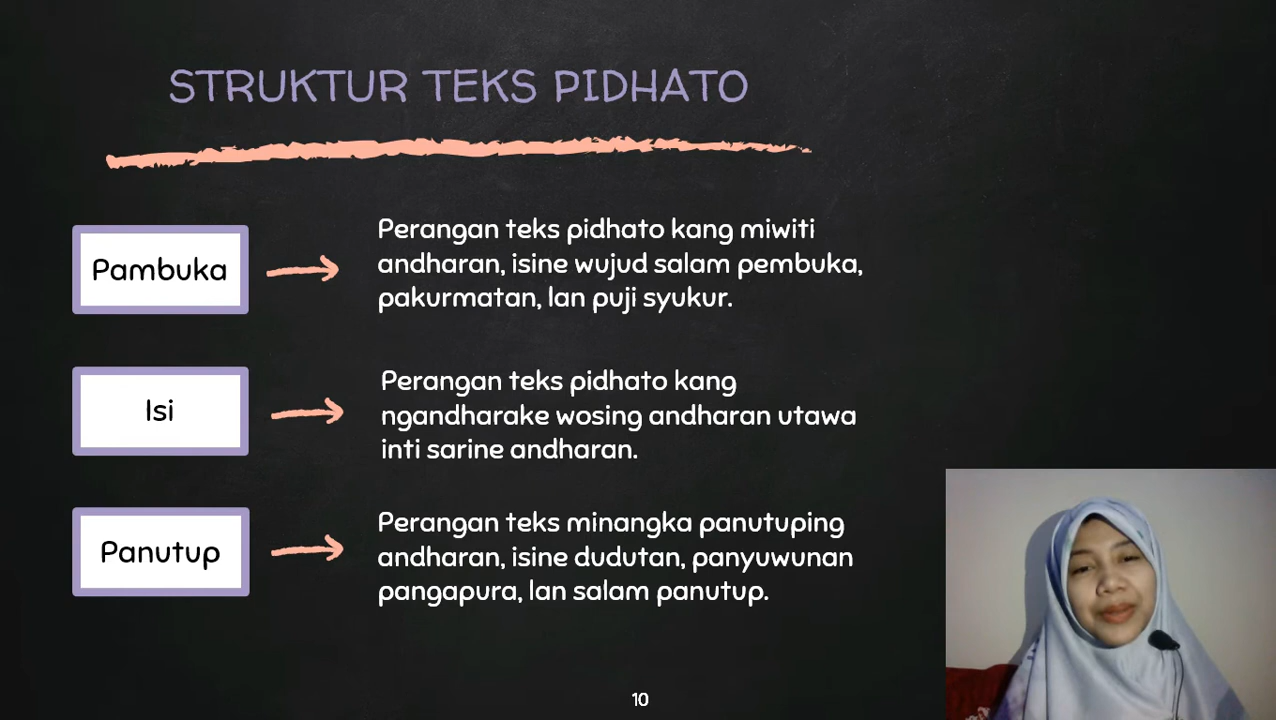 STRUKTUR TEKS PIDHATO
Pambuka
Perangan teks pidhato kang miwiti
andharan, isine wujud salam pembuka,
pakurmatan, lan puji syukur.
Isi
Perangan teks pidhato kang
ngandharake wosing andharan utawa
inti sarine andharan.
Panutup
Perangan teks minangka panutuping
andharan, isine dudutan, panyuwunan
pangapura, lan salam panutup.
10